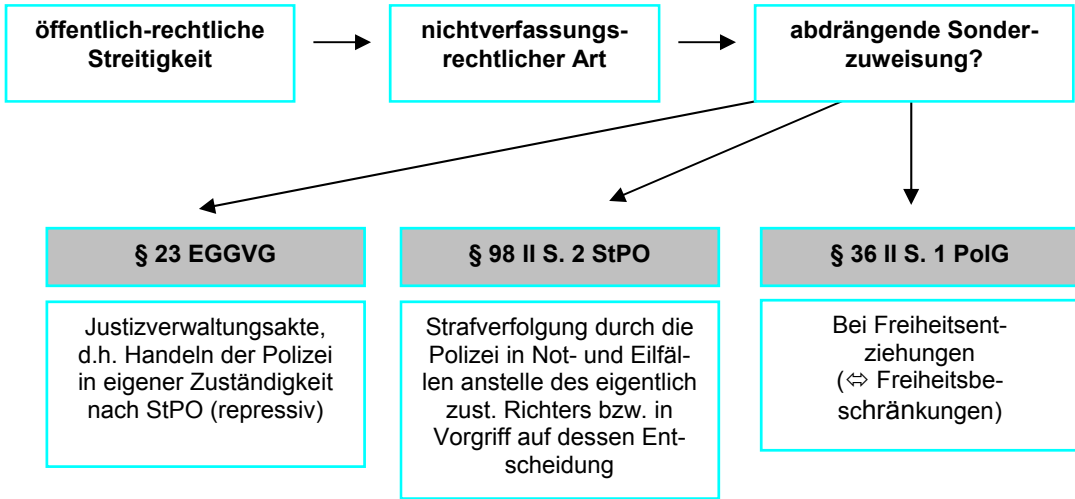 öffentlich-rechtliche
Streitigkeit
nichtverfassungs-
rechtlicher Art
abdrängende Sonder-
zuweisung?
§ 23 EGGVG
Justizverwaltungsakte,
d.h. Handeln der Polizei
in eigener Zuständigkeit
nach StPO (repressiv)
§ 98 II S. 2 StPO
Strafverfolgung durch die
Polizei in Not- und Eilfäl-
len anstelle des eigentlich
zust. Richters bzw. in
Vorgriff auf dessen Ent-
scheidung
§ 36 II S. 1 PolG
Bei Freiheitsent-
ziehungen
(⇔ Freiheitsbe-
schränkungen)